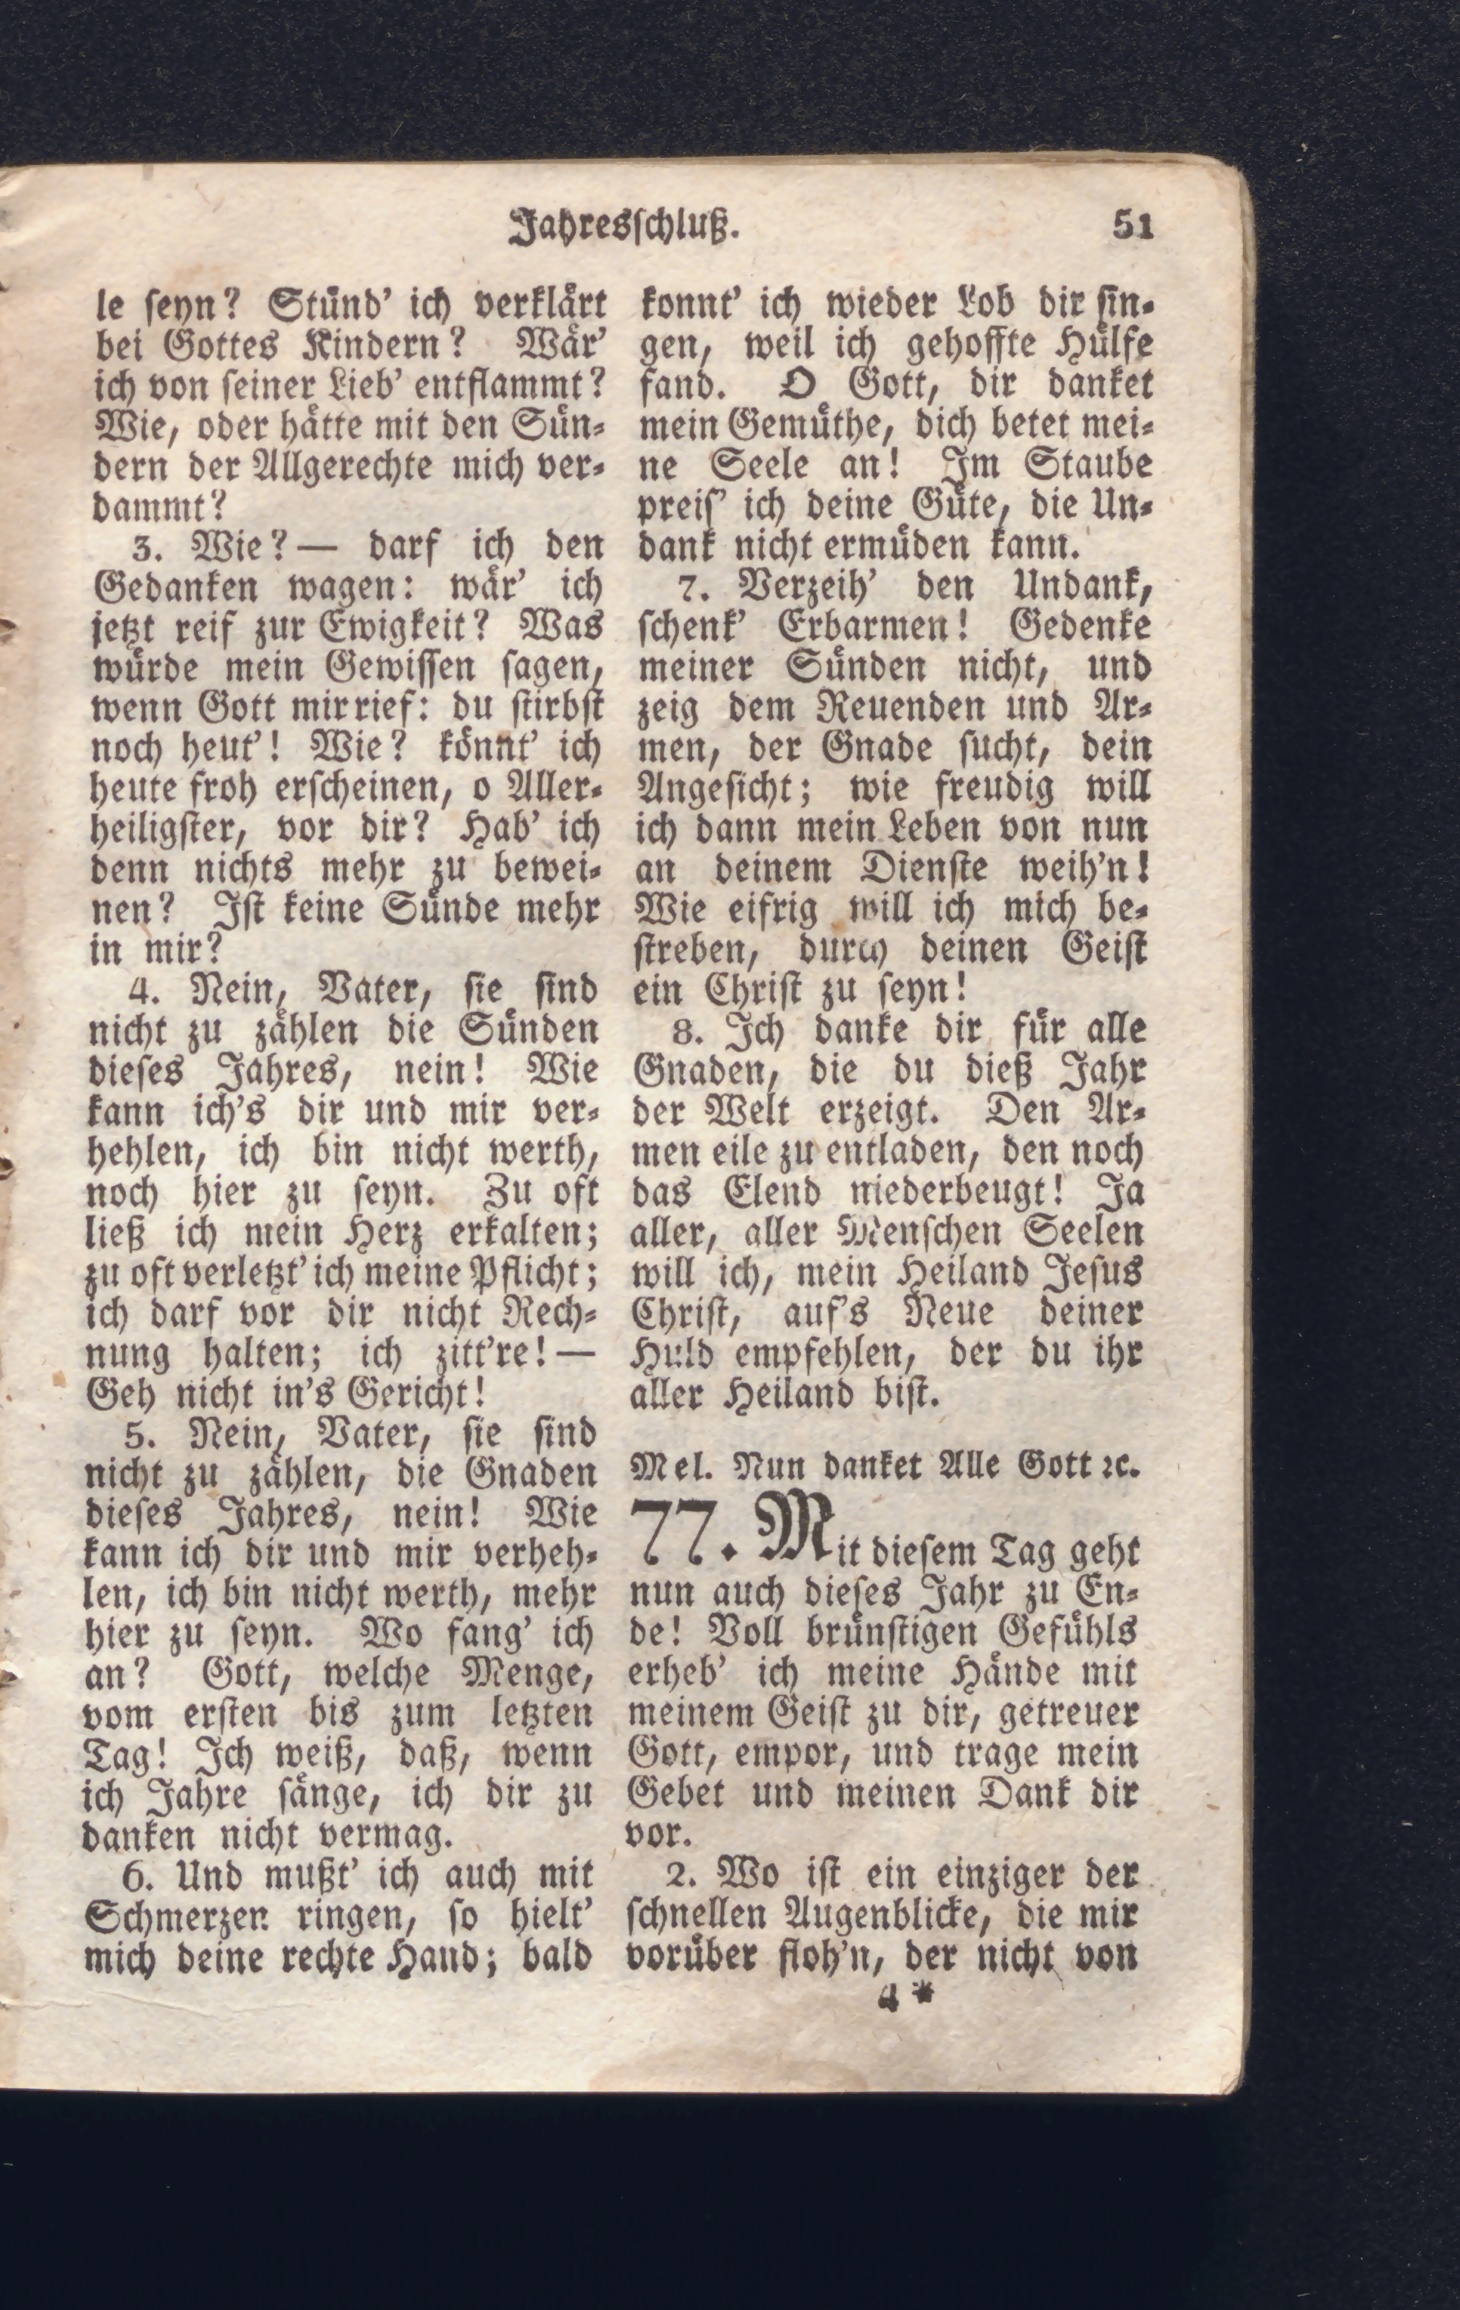 Jahresschluß.
51
le seyn? Stünd' ich verklärt
bei Gottes Kindern? Wär'
ich von seiner Lieb' entflammt?
Wie, oder hätte mit den Sün-
dern der Allgerechte mich ver-
dammt?
3. Wie? — darf ich den
Gedanken wagen: wär' ich
jetzt reif zur Ewigkeit? Was
würde mein Gewissen sagen,
wenn Gott mir rief: du stirbst
noch heut'! Wie? könnt' ich
heute froh erscheinen, o Aller-
heiligster, vor dir? Hab' ich
denn nichts mehr zu bewei-
nen? Ist keine Sünde mehr
in mir?
4. Nein, Vater, sie sind
nicht zu zählen die Sünden
dieses Jahres, nein! Wie
kann ich's dir und mir ver-
hehlen, ich bin nicht werth,
noch hier zu seyn. Zu oft
ließ ich mein Herz erkalten;
zu oft verletzt' ich meine Pflicht;
ich darf vor dir nicht Rech-
nung halten; ich zitt're! —
Geh nicht in's Gericht!
5. Nein, Vater, sie sind
nicht zu zählen, die Gnaden
dieses Jahres, nein! Wie
kann ich dir und mir verheh-
len, ich bin nicht werth, mehr
hier zu seyn. Wo fang' ich
an? Gott, welche Menge,
vom ersten bis zum letzten
Tag! Ich weiß, daß, wenn
ich Jahre sänge, ich dir zu
danken nicht vermag.
6. Und mußt' ich auch mit
Schmerzen ringen, so hielt'
mich deine rechte Hand; bald
konnt' ich wieder Lob dir sin-
gen, weil ich gehoffte Hülfe
fand. O Gott, dir danket
mein Gemüthe, dich betet mei-
ne Seele an! Im Staube
preis' ich deine Güte, die Un-
dank nicht ermüden kann.
7. Verzeih' den Undank,
schenk' Erbarmen! Gedenke
meiner Sünden nicht, und
zeig dem Reuenden und Ar-
men, der Gnade sucht, dein
Angesicht; wie freudig will
ich dann mein Leben von nun
an deinem Dienste weih'n!
Wie eifrig will ich mich be-
streben, durch deinen Geist
ein Christ zu seyn!
8. Ich danke dir für alle
Gnaden, die du dieß Jahr
der Welt erzeigt. Den Ar-
men eile zu entladen, den noch
das Elend niederbeugt! Ja
aller, aller Menschen Seelen
will ich, mein Heiland Jesus
Christ, auf's Neue deiner
Huld empfehlen, der du ihr
aller Heiland bist.
Mel. Nun danket Alle Gott ꝛc.
77. Mit diesem Tag geht
nun auch dieses Jahr zu En-
de! Voll brünstigen Gefühls
erheb' ich meine Hände mit
meinem Geist zu dir, getreuer
Gott, empor, und trage mein
Gebet und meinen Dank dir
vor.
2. Wo ist ein einziger der
schnellen Augenblicke, die mir
vorüber floh'n, der nicht von
4 *